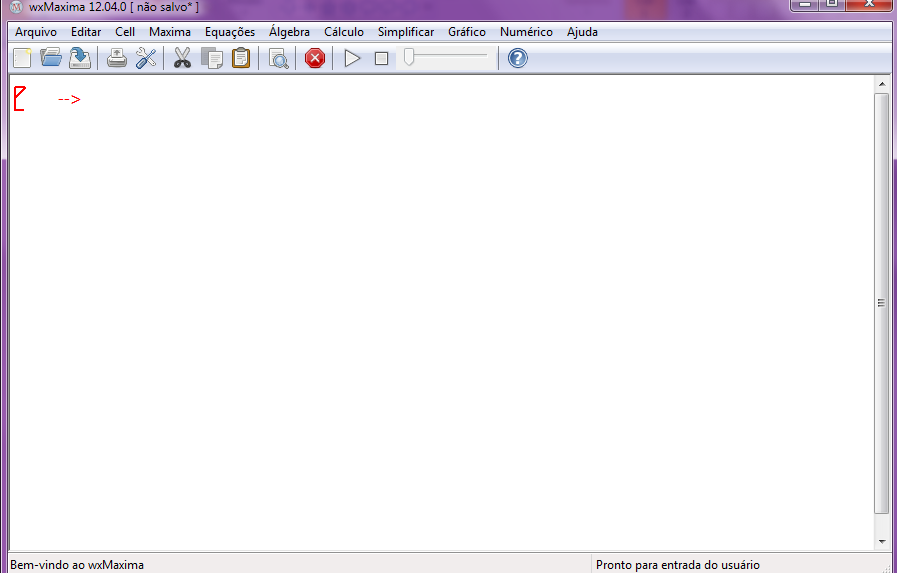 wxMaxima 12.04.0 [ não salvo* ]
Arquivo Editar Cell Maxima Equações Álgebra Cálculo Simplificar Gráfico Numérico Ajuda
-->
Bem-vindo ao wxMaxima Pronto para entrada do usuário